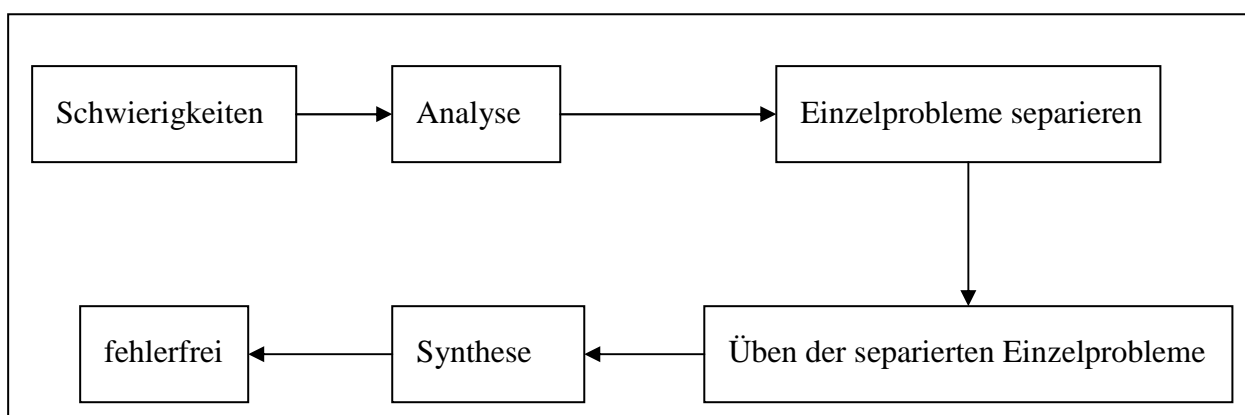 Schwierigkeiten
Analyse
Einzelprobleme separieren
Üben der separierten Einzelprobleme
Synthese
fehlerfrei